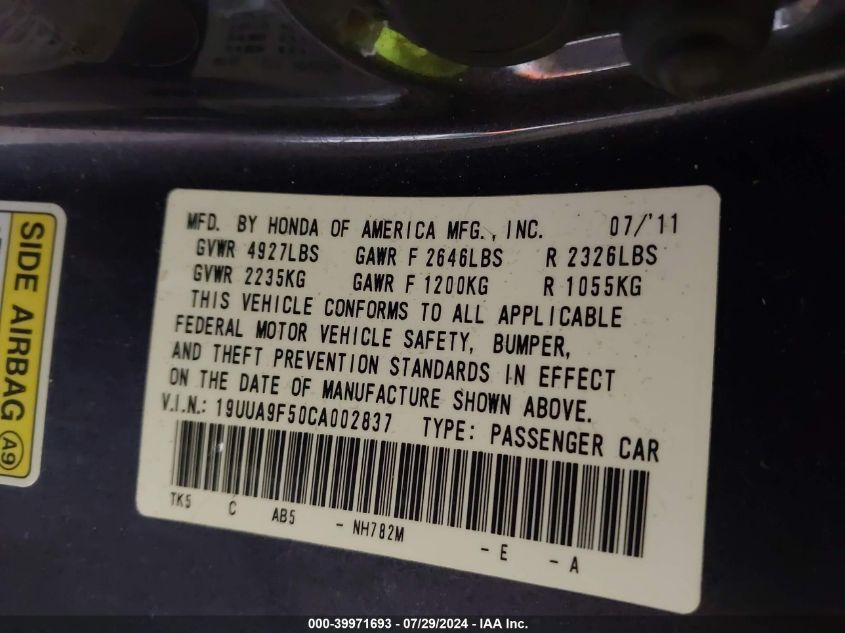 MFD. BY HONDA OF AMERICA MFG., INC. 07/'11
GVWR 4927LBS GAWR F 2646LBS R 2326LBS
GVWR 2235KG GAWR F 1200KG R 1055KG
THIS VEHICLE CONFORMS TO ALL APPLICABLE
FEDERAL MOTOR VEHICLE SAFETY, BUMPER,
AND THEFT PREVENTION STANDARDS IN EFFECT
ON THE DATE OF MANUFACTURE SHOWN ABOVE.
V.I.N.: 19UUA9F50CA002837 TYPE: PASSENGER CAR
TK5 C AB5 - NH782M - E - A
SIDE AIRBAG A9
000-39971693 / 07/29/2024 - IAA Inc.